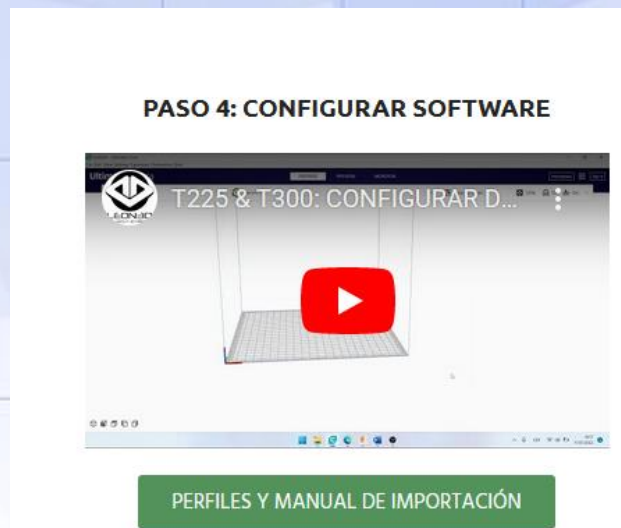 PASO 4: CONFIGURAR SOFTWARE
T225 & T300: CONFIGURAR D...
LEON3D
PERFILES Y MANUAL DE IMPORTACIÓN